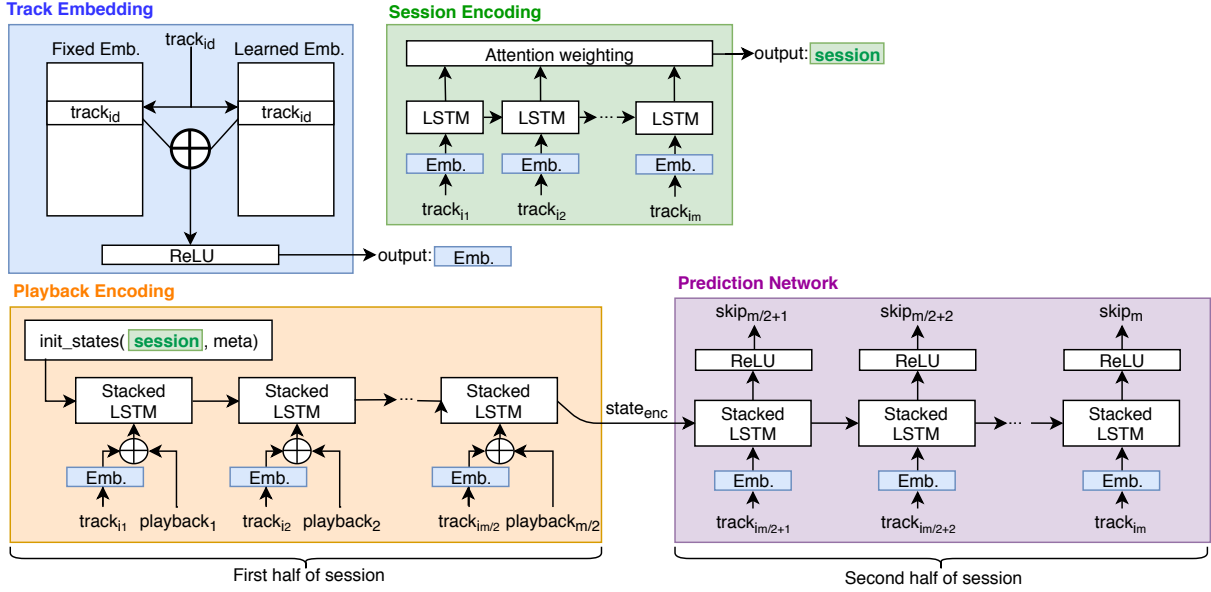 Track Embedding
Fixed Emb.
track_id
Learned Emb.
track_id
track_id
ReLU
output: Emb.
Session Encoding
Attention weighting
output: session
LSTM
LSTM
...
LSTM
Emb.
Emb.
Emb.
track_i1
track_i2
track_im
Playback Encoding
init_states( session , meta)
Stacked
LSTM
Stacked
LSTM
...
Stacked
LSTM
Emb.
Emb.
Emb.
track_i1
playback_1
track_i2
playback_2
track_im/2
playback_m/2
First half of session
state_enc
Prediction Network
skip_m/2+1
skip_m/2+2
skip_m
ReLU
ReLU
ReLU
Stacked
LSTM
Stacked
LSTM
...
Stacked
LSTM
Emb.
Emb.
Emb.
track_im/2+1
track_im/2+2
track_im
Second half of session